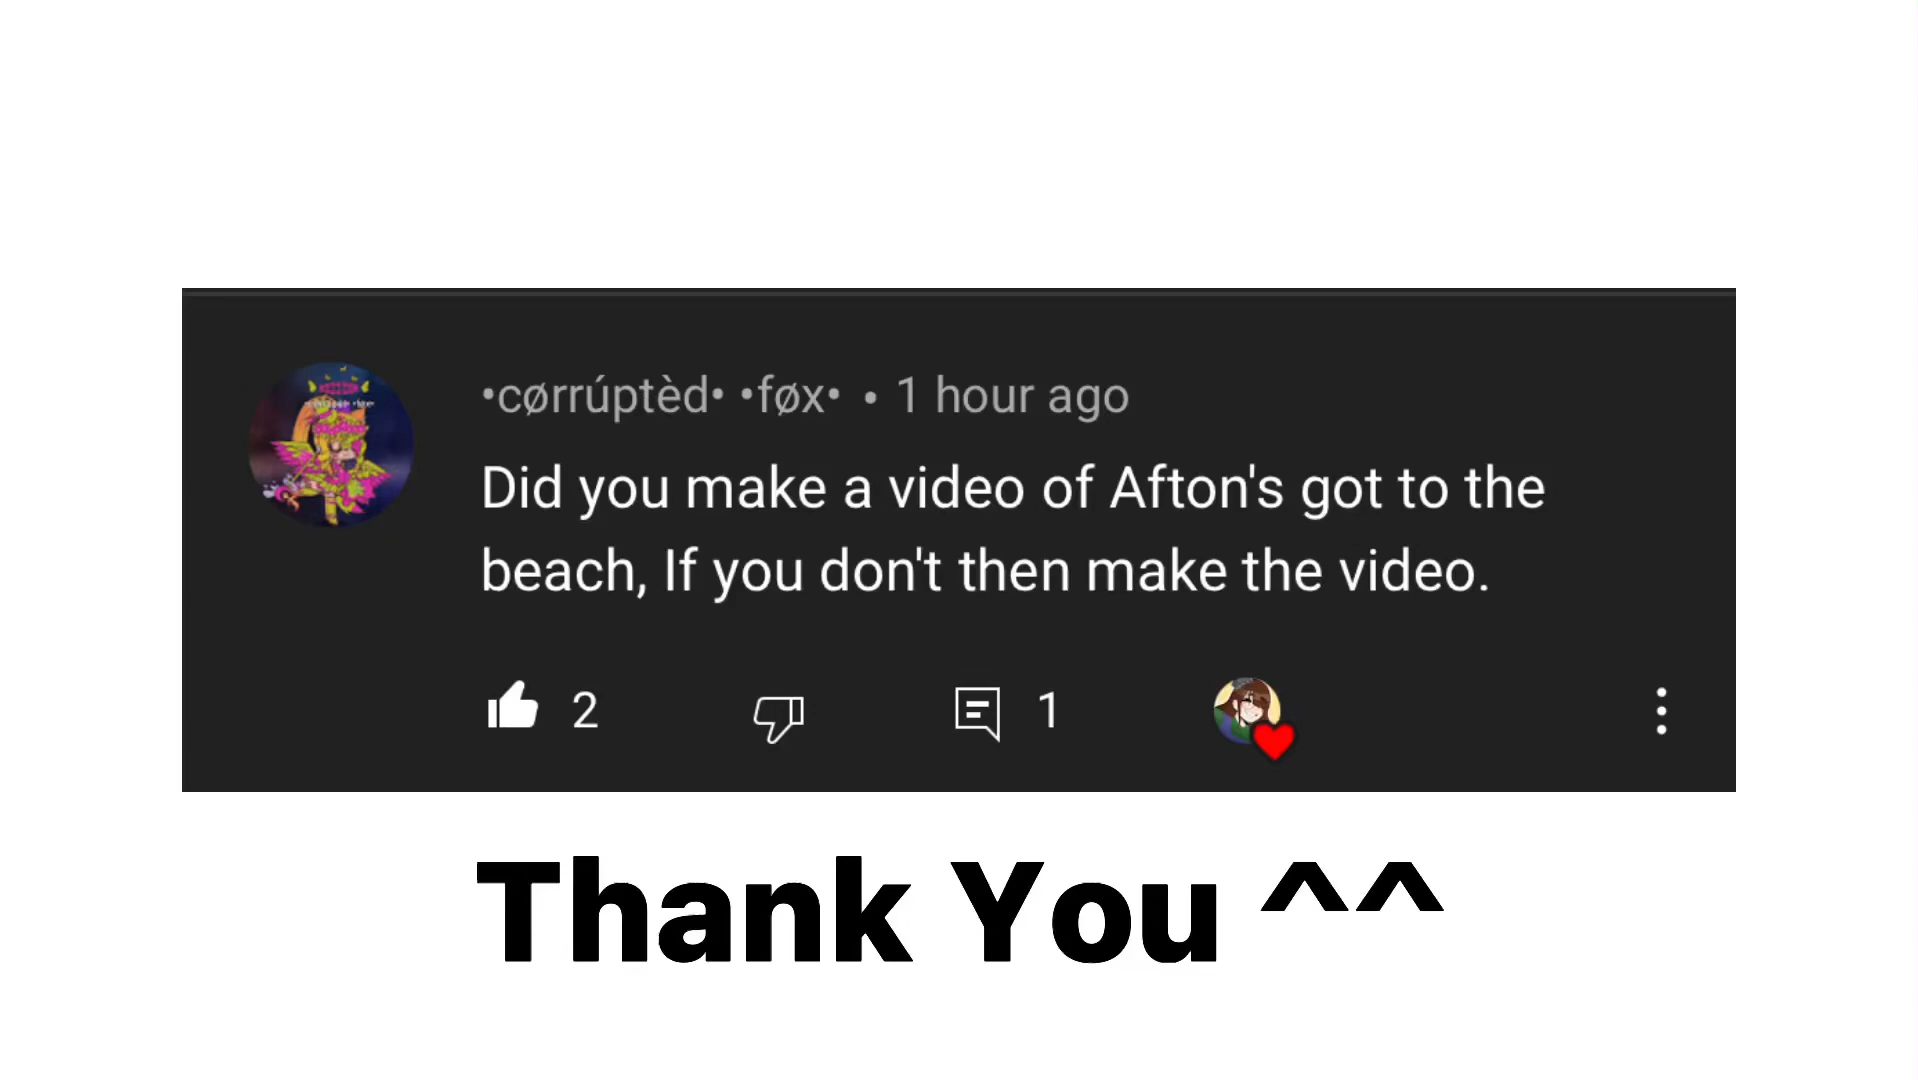 •cørrúptèd• •føx• • 1 hour ago
Did you make a video of Afton's got to the
beach, If you don't then make the video.
2 1
Thank You ^^